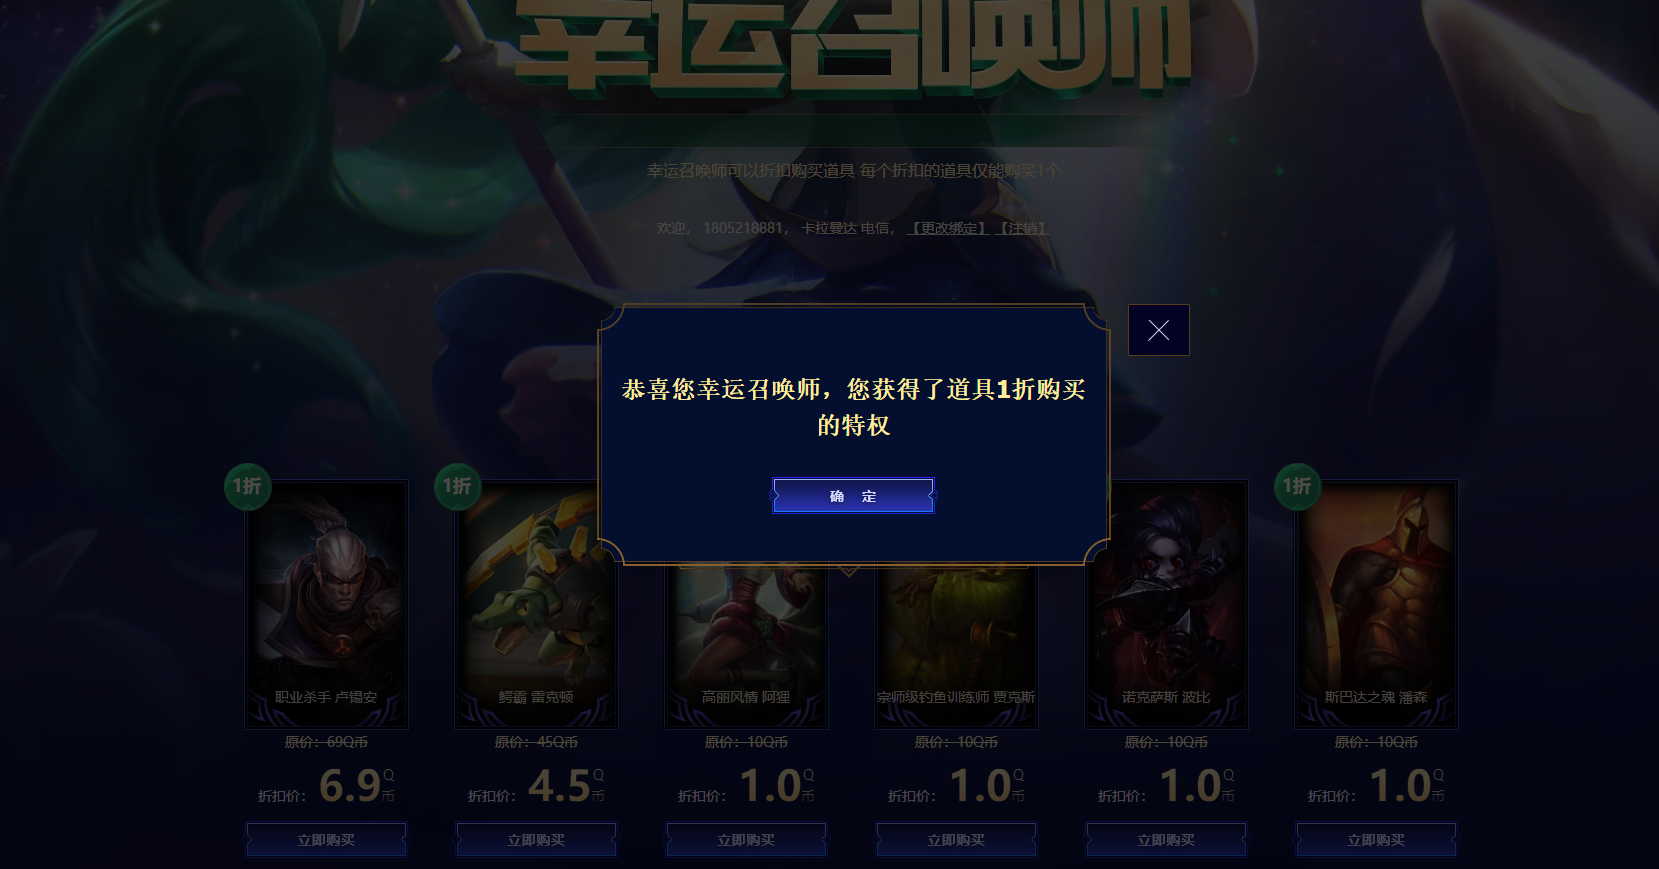 幸运召唤师
幸运召唤师可以折扣购买道具 每个折扣的道具仅能购买1个
欢迎， 1805218881， 卡拉曼达 电信， 【更改绑定】 【注销】
恭喜您幸运召唤师，您获得了道具1折购买
的特权
确 定
1折 1折 1折
职业杀手 卢锡安 鳄霸 雷克顿 高丽风情 阿狸 宗师级钓鱼训练师 贾克斯 诺克萨斯 波比 斯巴达之魂 潘森
原价：69Q币 原价：45Q币 原价：10Q币 原价：10Q币 原价：10Q币 原价：10Q币
折扣价： 6.9Q币 折扣价： 4.5Q币 折扣价： 1.0Q币 折扣价： 1.0Q币 折扣价： 1.0Q币 折扣价： 1.0Q币
立即购买 立即购买 立即购买 立即购买 立即购买 立即购买